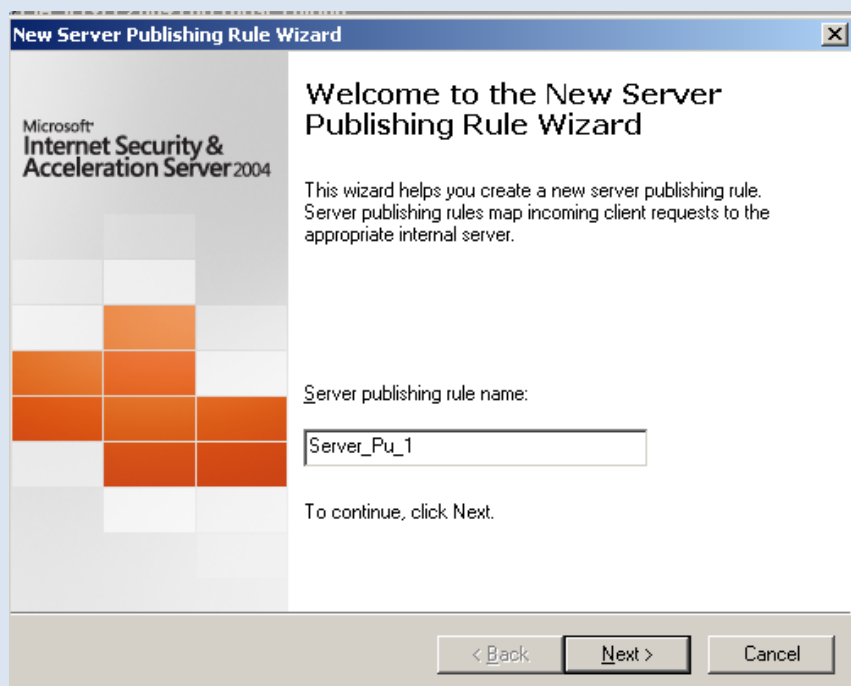 New Server Publishing Rule Wizard
Microsoft
Internet Security &
Acceleration Server 2004
Welcome to the New Server
Publishing Rule Wizard
This wizard helps you create a new server publishing rule.
Server publishing rules map incoming client requests to the
appropriate internal server.
Server publishing rule name:
Server_Pu_1
To continue, click Next.
< Back
Next >
Cancel